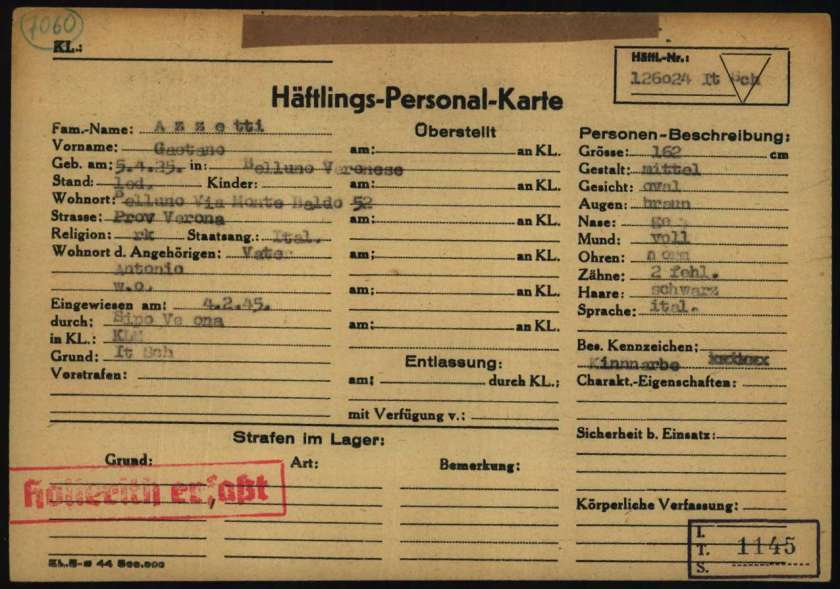 7060
KL.:
Häftl.-Nr.:
126024 It Sch
Häftlings-Personal-Karte
Fam.-Name: Azzetti
Vorname: Gaetano
Geb. am: 5.4.25. in: Belluno Veronese
Stand: led. Kinder:
Wohnort: Belluno Via Monte Baldo 52
Strasse: Prov Verona
Religion: rk Staatsang.: Ital.
Wohnort d. Angehörigen: Vater
Antonio
w.o.
Eingewiesen am: 4.2.45.
durch: Sipo Ve ona
in KL.: KLM
Grund: It Sch
Vorstrafen:
Überstellt
am: an KL.
am: an KL.
am: an KL.
am: an KL.
am: an KL.
am: an KL.
Entlassung:
am: durch KL.:
mit Verfügung v.:
Personen-Beschreibung:
Grösse: 162 cm
Gestalt: mittel
Gesicht: oval
Augen: braun
Nase:
Mund: voll
Ohren: norm
Zähne: 2 fehl.
Haare: schwarz
Sprache: ital.
Bes. Kennzeichen:
Kinnnarbe
Charakt.-Eigenschaften:
Sicherheit b. Einsatz:
Körperliche Verfassung:
Strafen im Lager:
Grund: Art: Bemerkung:
Hollerith erfaßt
I.
T. 1145
S.